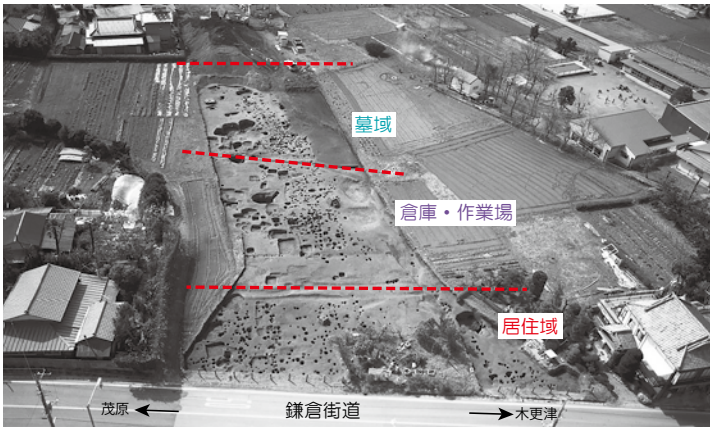 墓域
倉庫・作業場
居住域
茂原
鎌倉街道
木更津